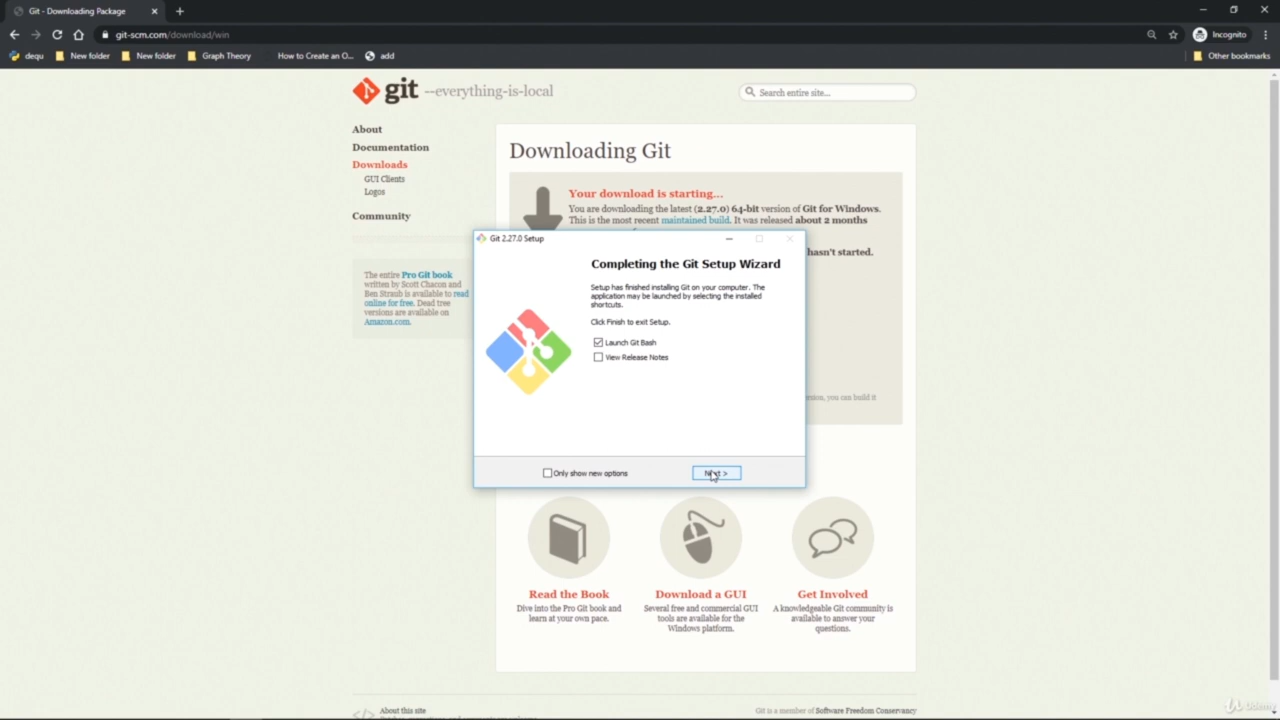 Git - Downloading Package
git-scm.com/download/win
Incognito
dequ
New folder
New folder
Graph Theory
How to Create an O...
add
Other bookmarks
git --everything-is-local
Search entire site...
About
Documentation
Downloads
GUI Clients
Logos
Community
The entire Pro Git book
written by Scott Chacon and
Ben Straub is available to read
online for free. Dead tree
versions are available on
Amazon.com.
Downloading Git
Your download is starting...
You are downloading the latest (2.27.0) 64-bit version of Git for Windows.
This is the most recent maintained build. It was released about 2 months
hasn't started.
you can build it
Git 2.27.0 Setup
Completing the Git Setup Wizard
Setup has finished installing Git on your computer. The
application may be launched by selecting the installed
shortcuts.
Click Finish to exit Setup.
Launch Git Bash
View Release Notes
Only show new options
Next >
Read the Book
Dive into the Pro Git book and
learn at your own pace.
Download a GUI
Several free and commercial GUI
tools are available for the
Windows platform.
Get Involved
A knowledgeable Git community is
available to answer your
questions.
About this site
Git is a member of Software Freedom Conservancy
Udemy